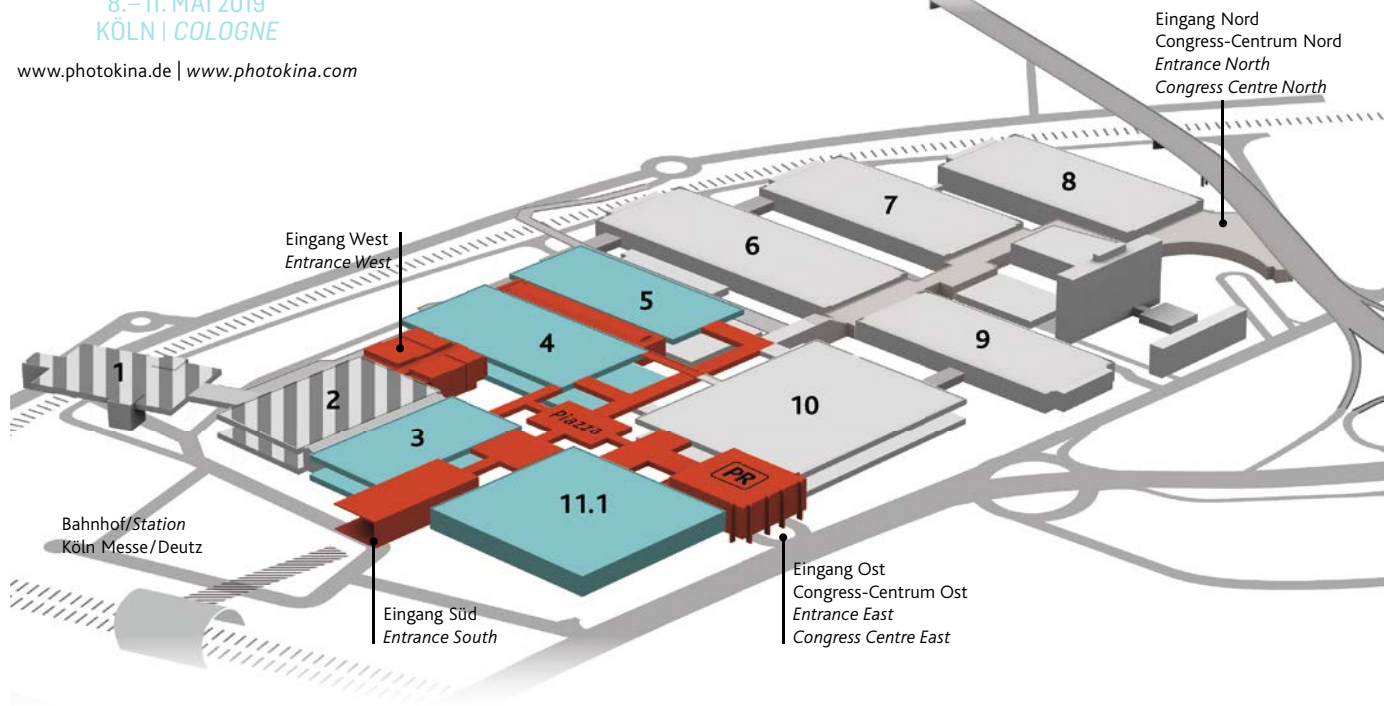 8.–11. MAI 2019
KÖLN | COLOGNE
www.photokina.de | www.photokina.com
Eingang Nord
Congress-Centrum Nord
Entrance North
Congress Centre North
8
7
6
Eingang West
Entrance West
5
4
9
1
2
10
3
Piazza
PR
11.1
Bahnhof/Station
Köln Messe/Deutz
Eingang Ost
Congress-Centrum Ost
Entrance East
Congress Centre East
Eingang Süd
Entrance South